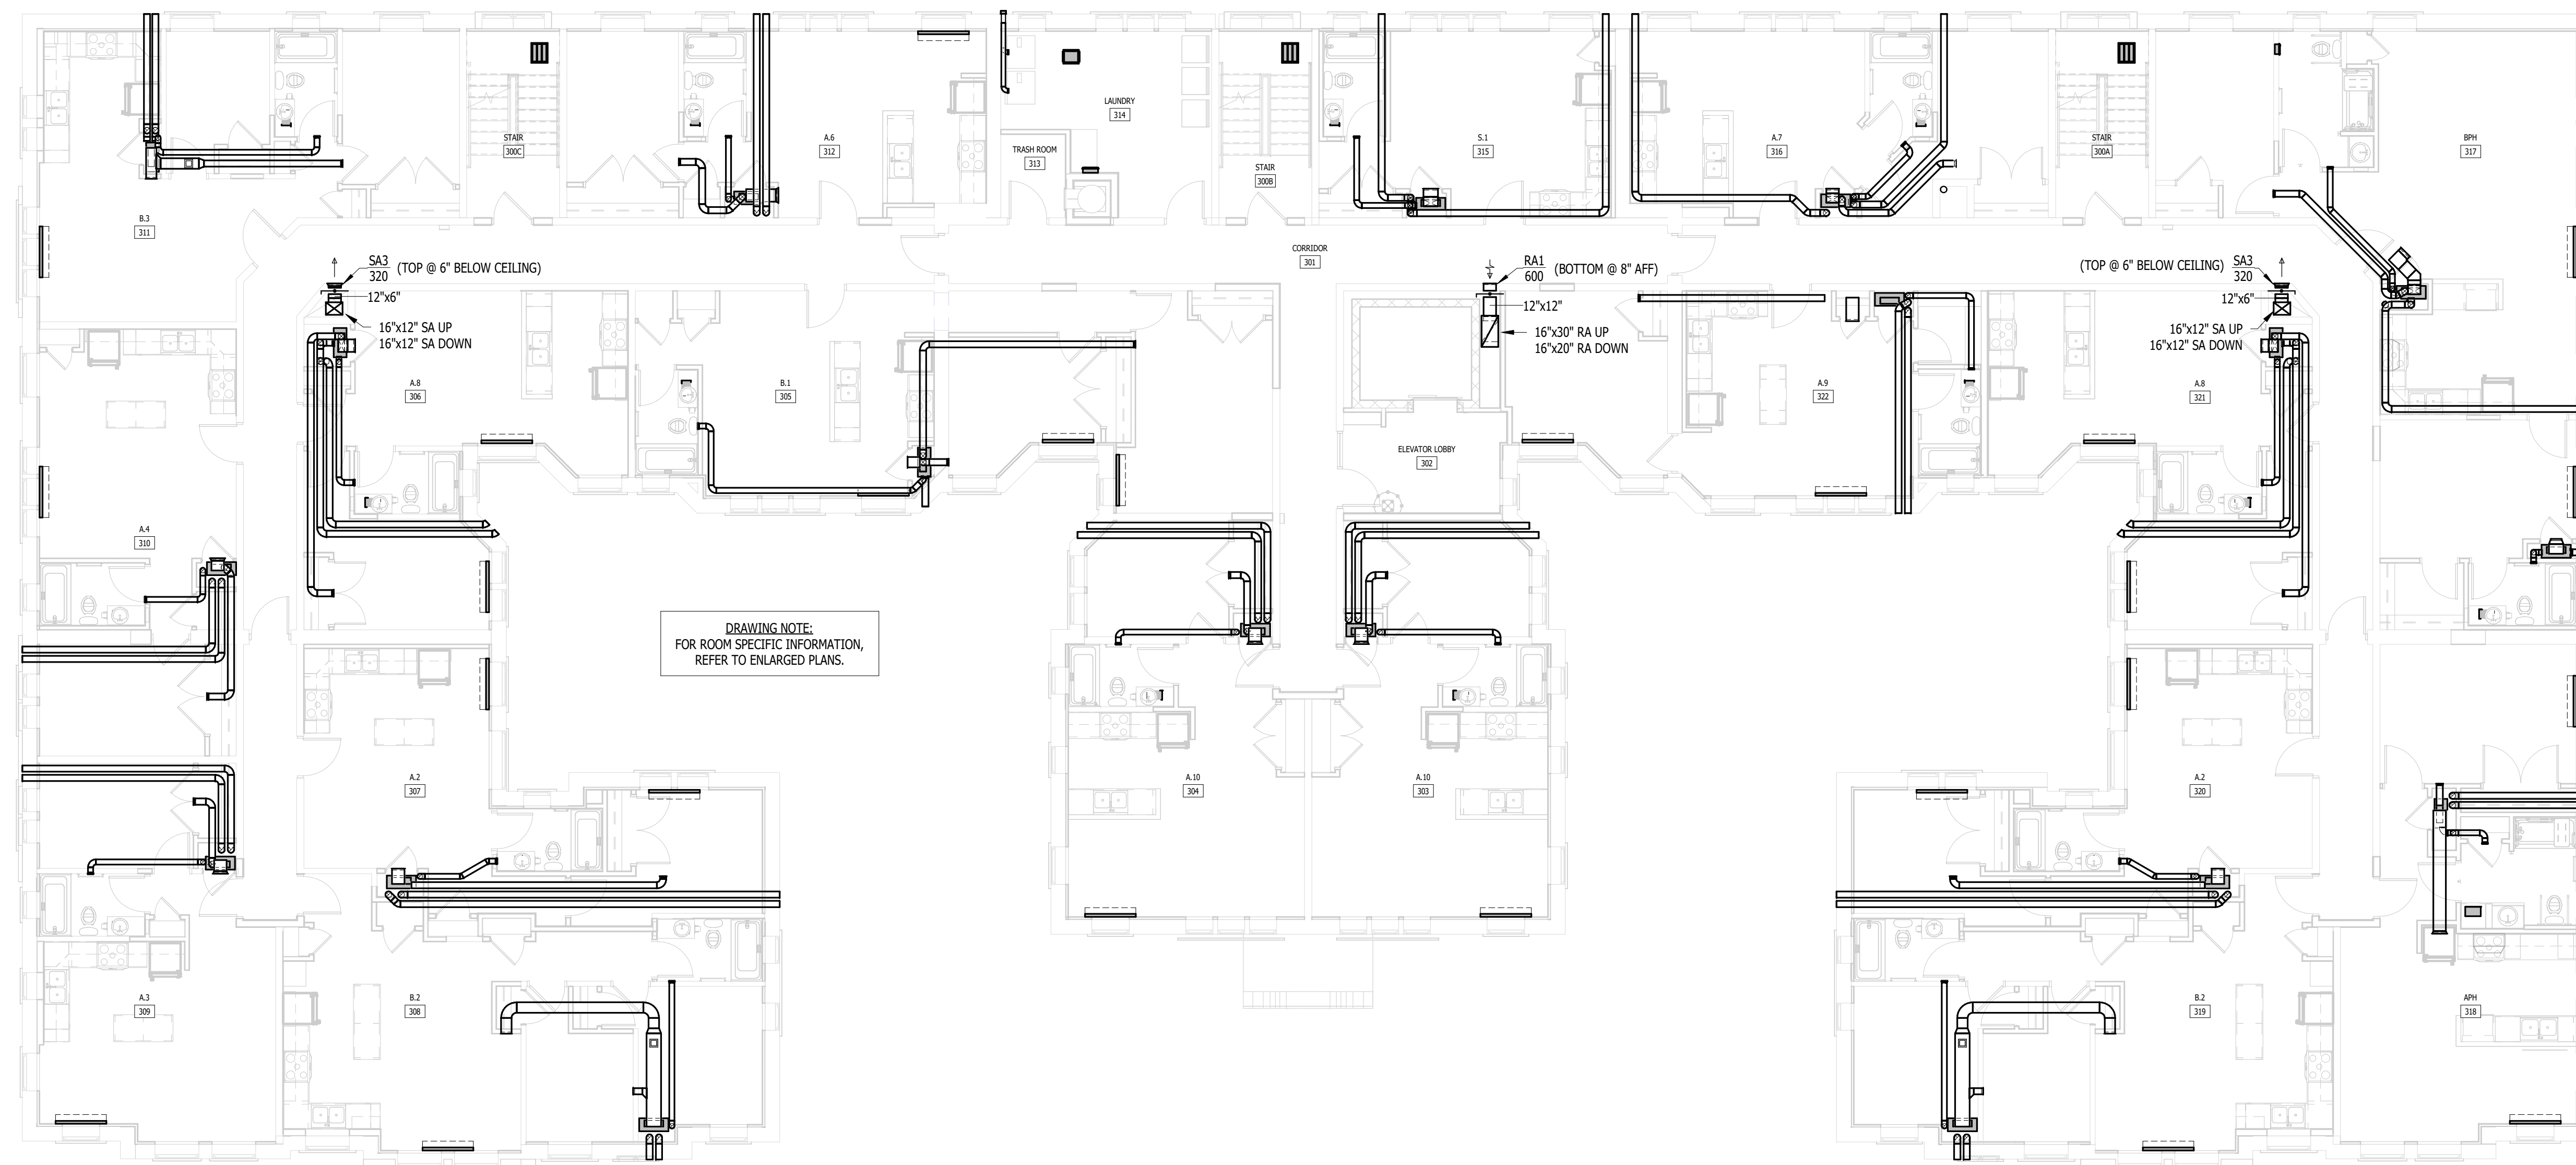 LAUNDRY
314
STAIR
300C
A.6
312
TRASH ROOM
313
STAIR
300B
S.1
315
A.7
316
STAIR
300A
BPH
317
B.3
311
CORRIDOR
301
SA3
320
(TOP @ 6" BELOW CEILING)
12"x6"
16"x12" SA UP
16"x12" SA DOWN
RA1
600
(BOTTOM @ 8" AFF)
12"x12"
16"x30" RA UP
16"x20" RA DOWN
(TOP @ 6" BELOW CEILING)
SA3
320
12"x6"
16"x12" SA UP
16"x12" SA DOWN
A.8
306
B.1
305
A.9
322
A.8
321
ELEVATOR LOBBY
302
A.4
310
DRAWING NOTE:
FOR ROOM SPECIFIC INFORMATION,
REFER TO ENLARGED PLANS.
A.2
307
A.10
304
A.10
303
A.2
320
A.3
309
B.2
308
B.2
319
APH
318